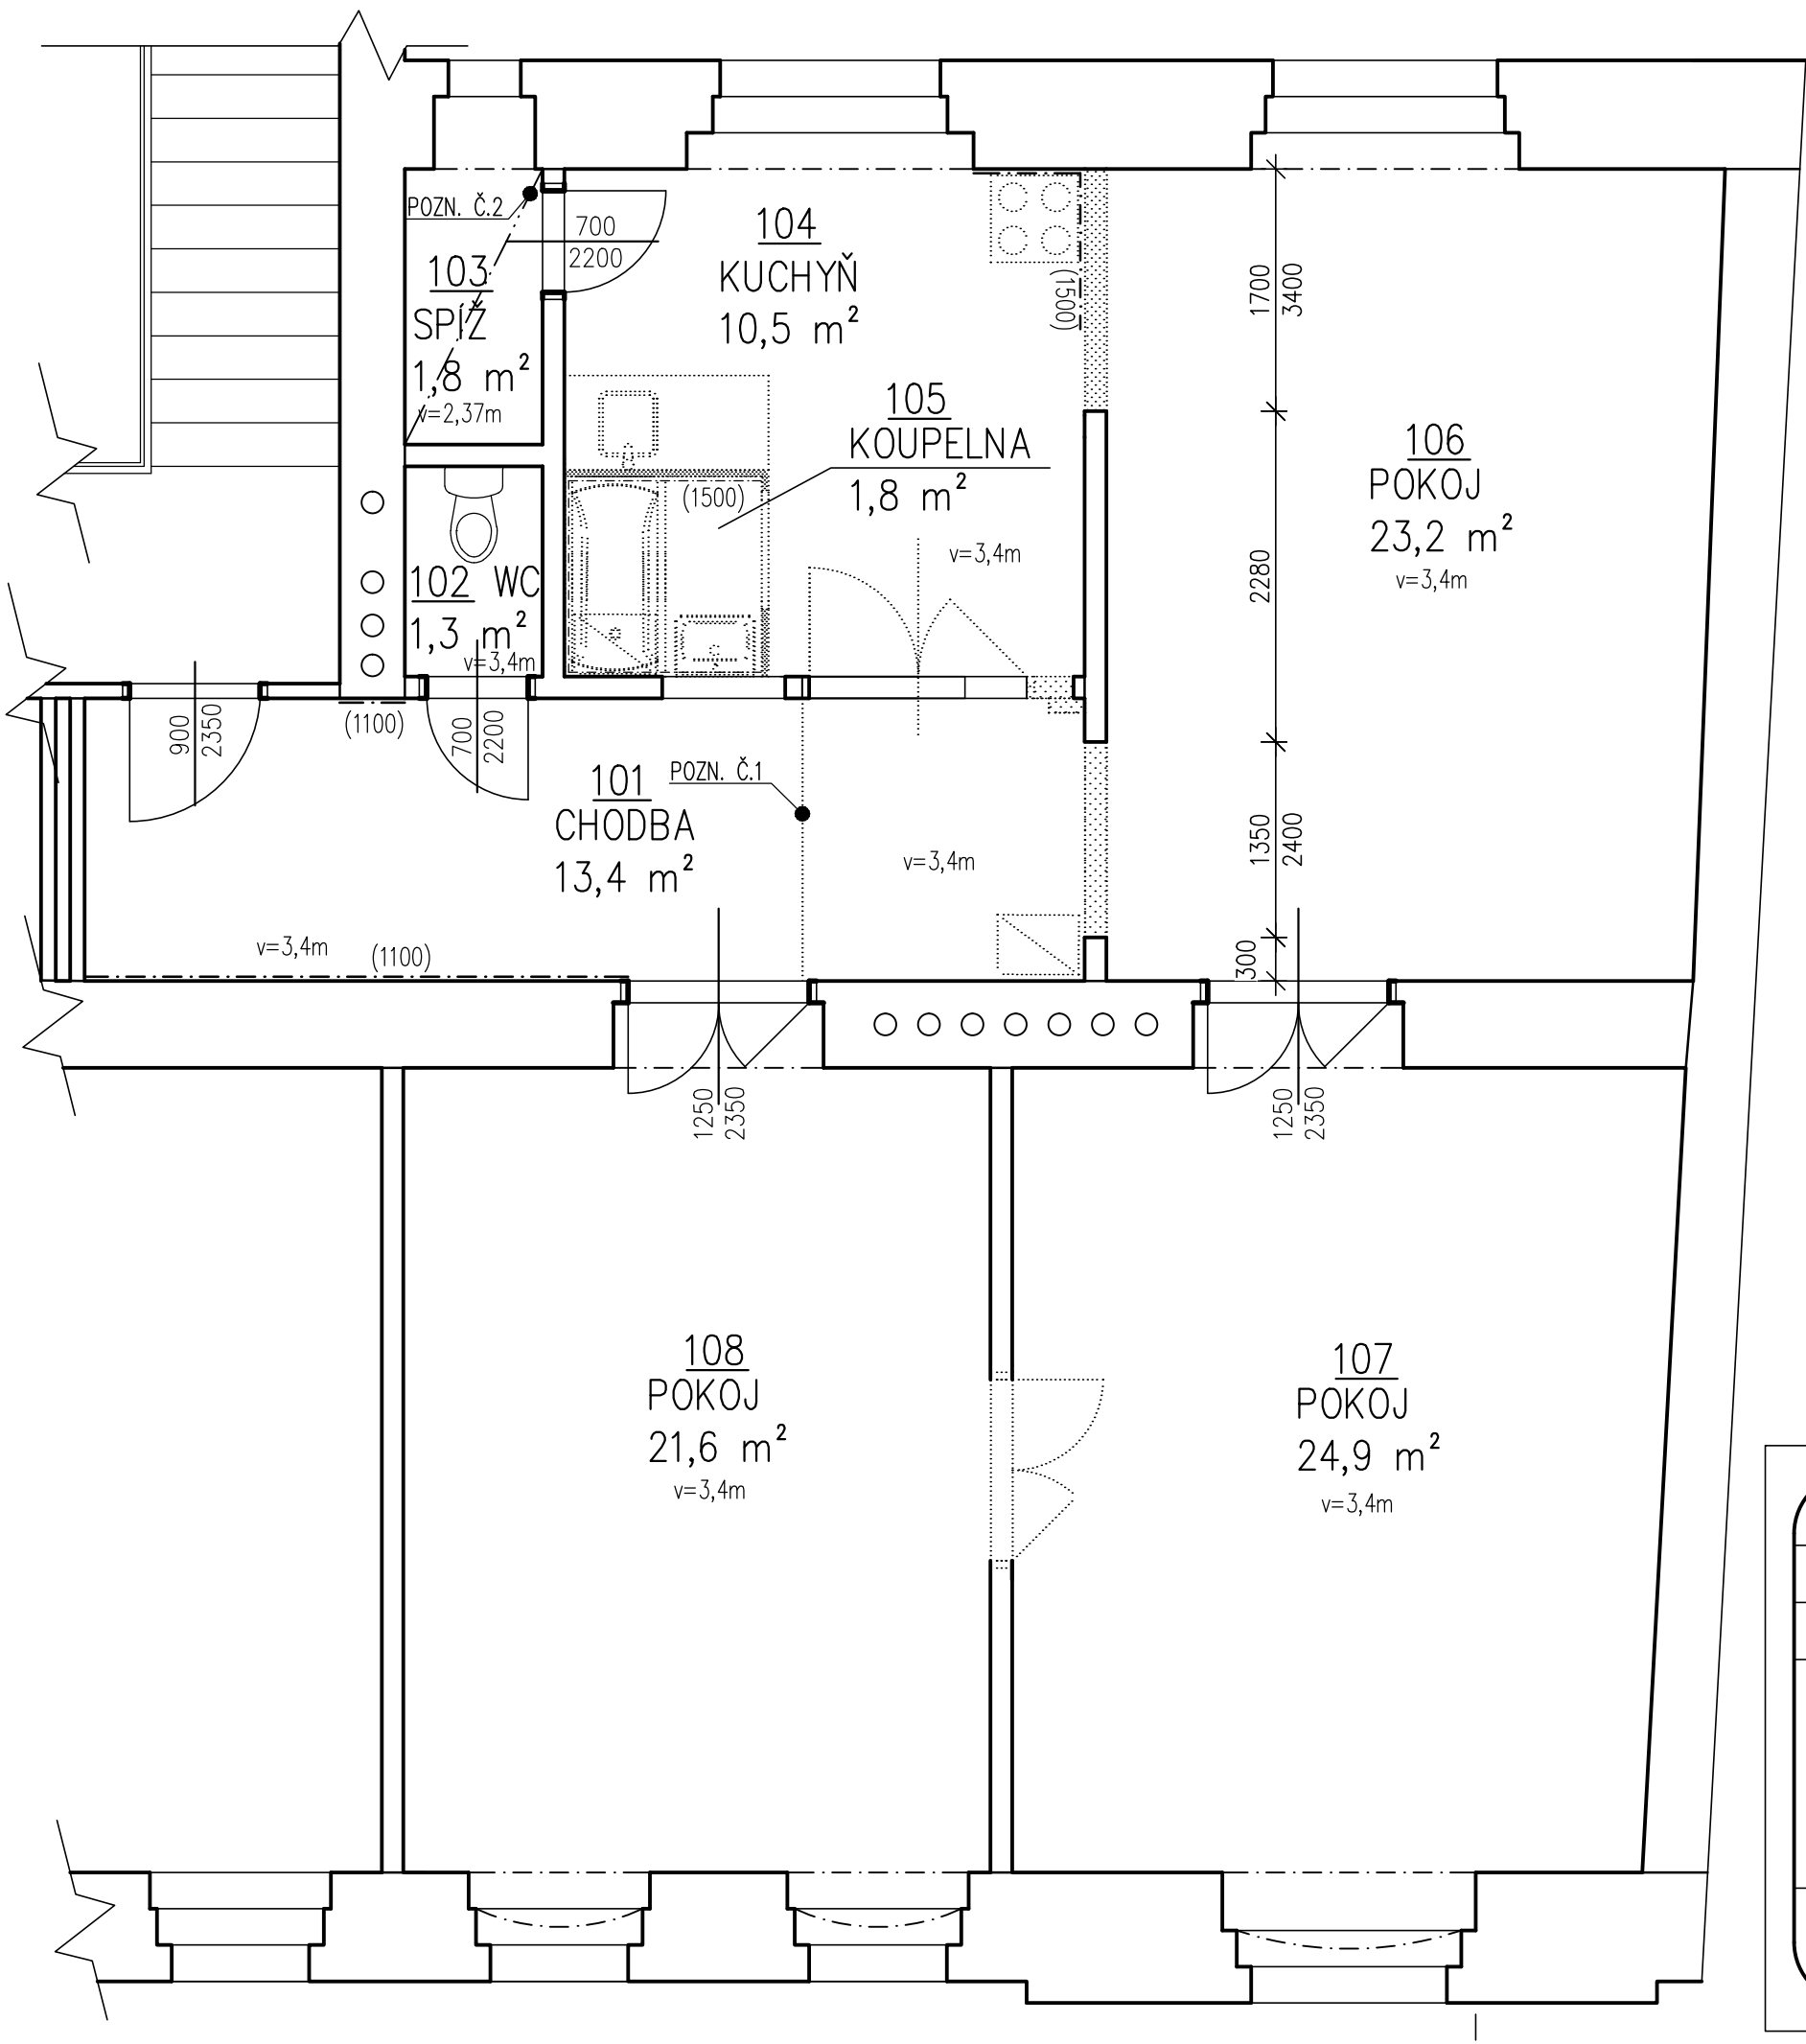 POZN. Č.2
700
2200
103
SPÍŽ
1,8 m²
v=2,37m
104
KUCHYŇ
10,5 m²
(1500)
1700
3400
105
KOUPELNA
1,8 m²
(1500)
v=3,4m
106
POKOJ
23,2 m²
v=3,4m
2280
102 WC
1,3 m²
v=3,4m
900
2350
(1100)
700
2200
101
CHODBA
13,4 m²
POZN. Č.1
v=3,4m
1350
2400
v=3,4m
(1100)
300
1250
2350
1250
2350
108
POKOJ
21,6 m²
v=3,4m
107
POKOJ
24,9 m²
v=3,4m